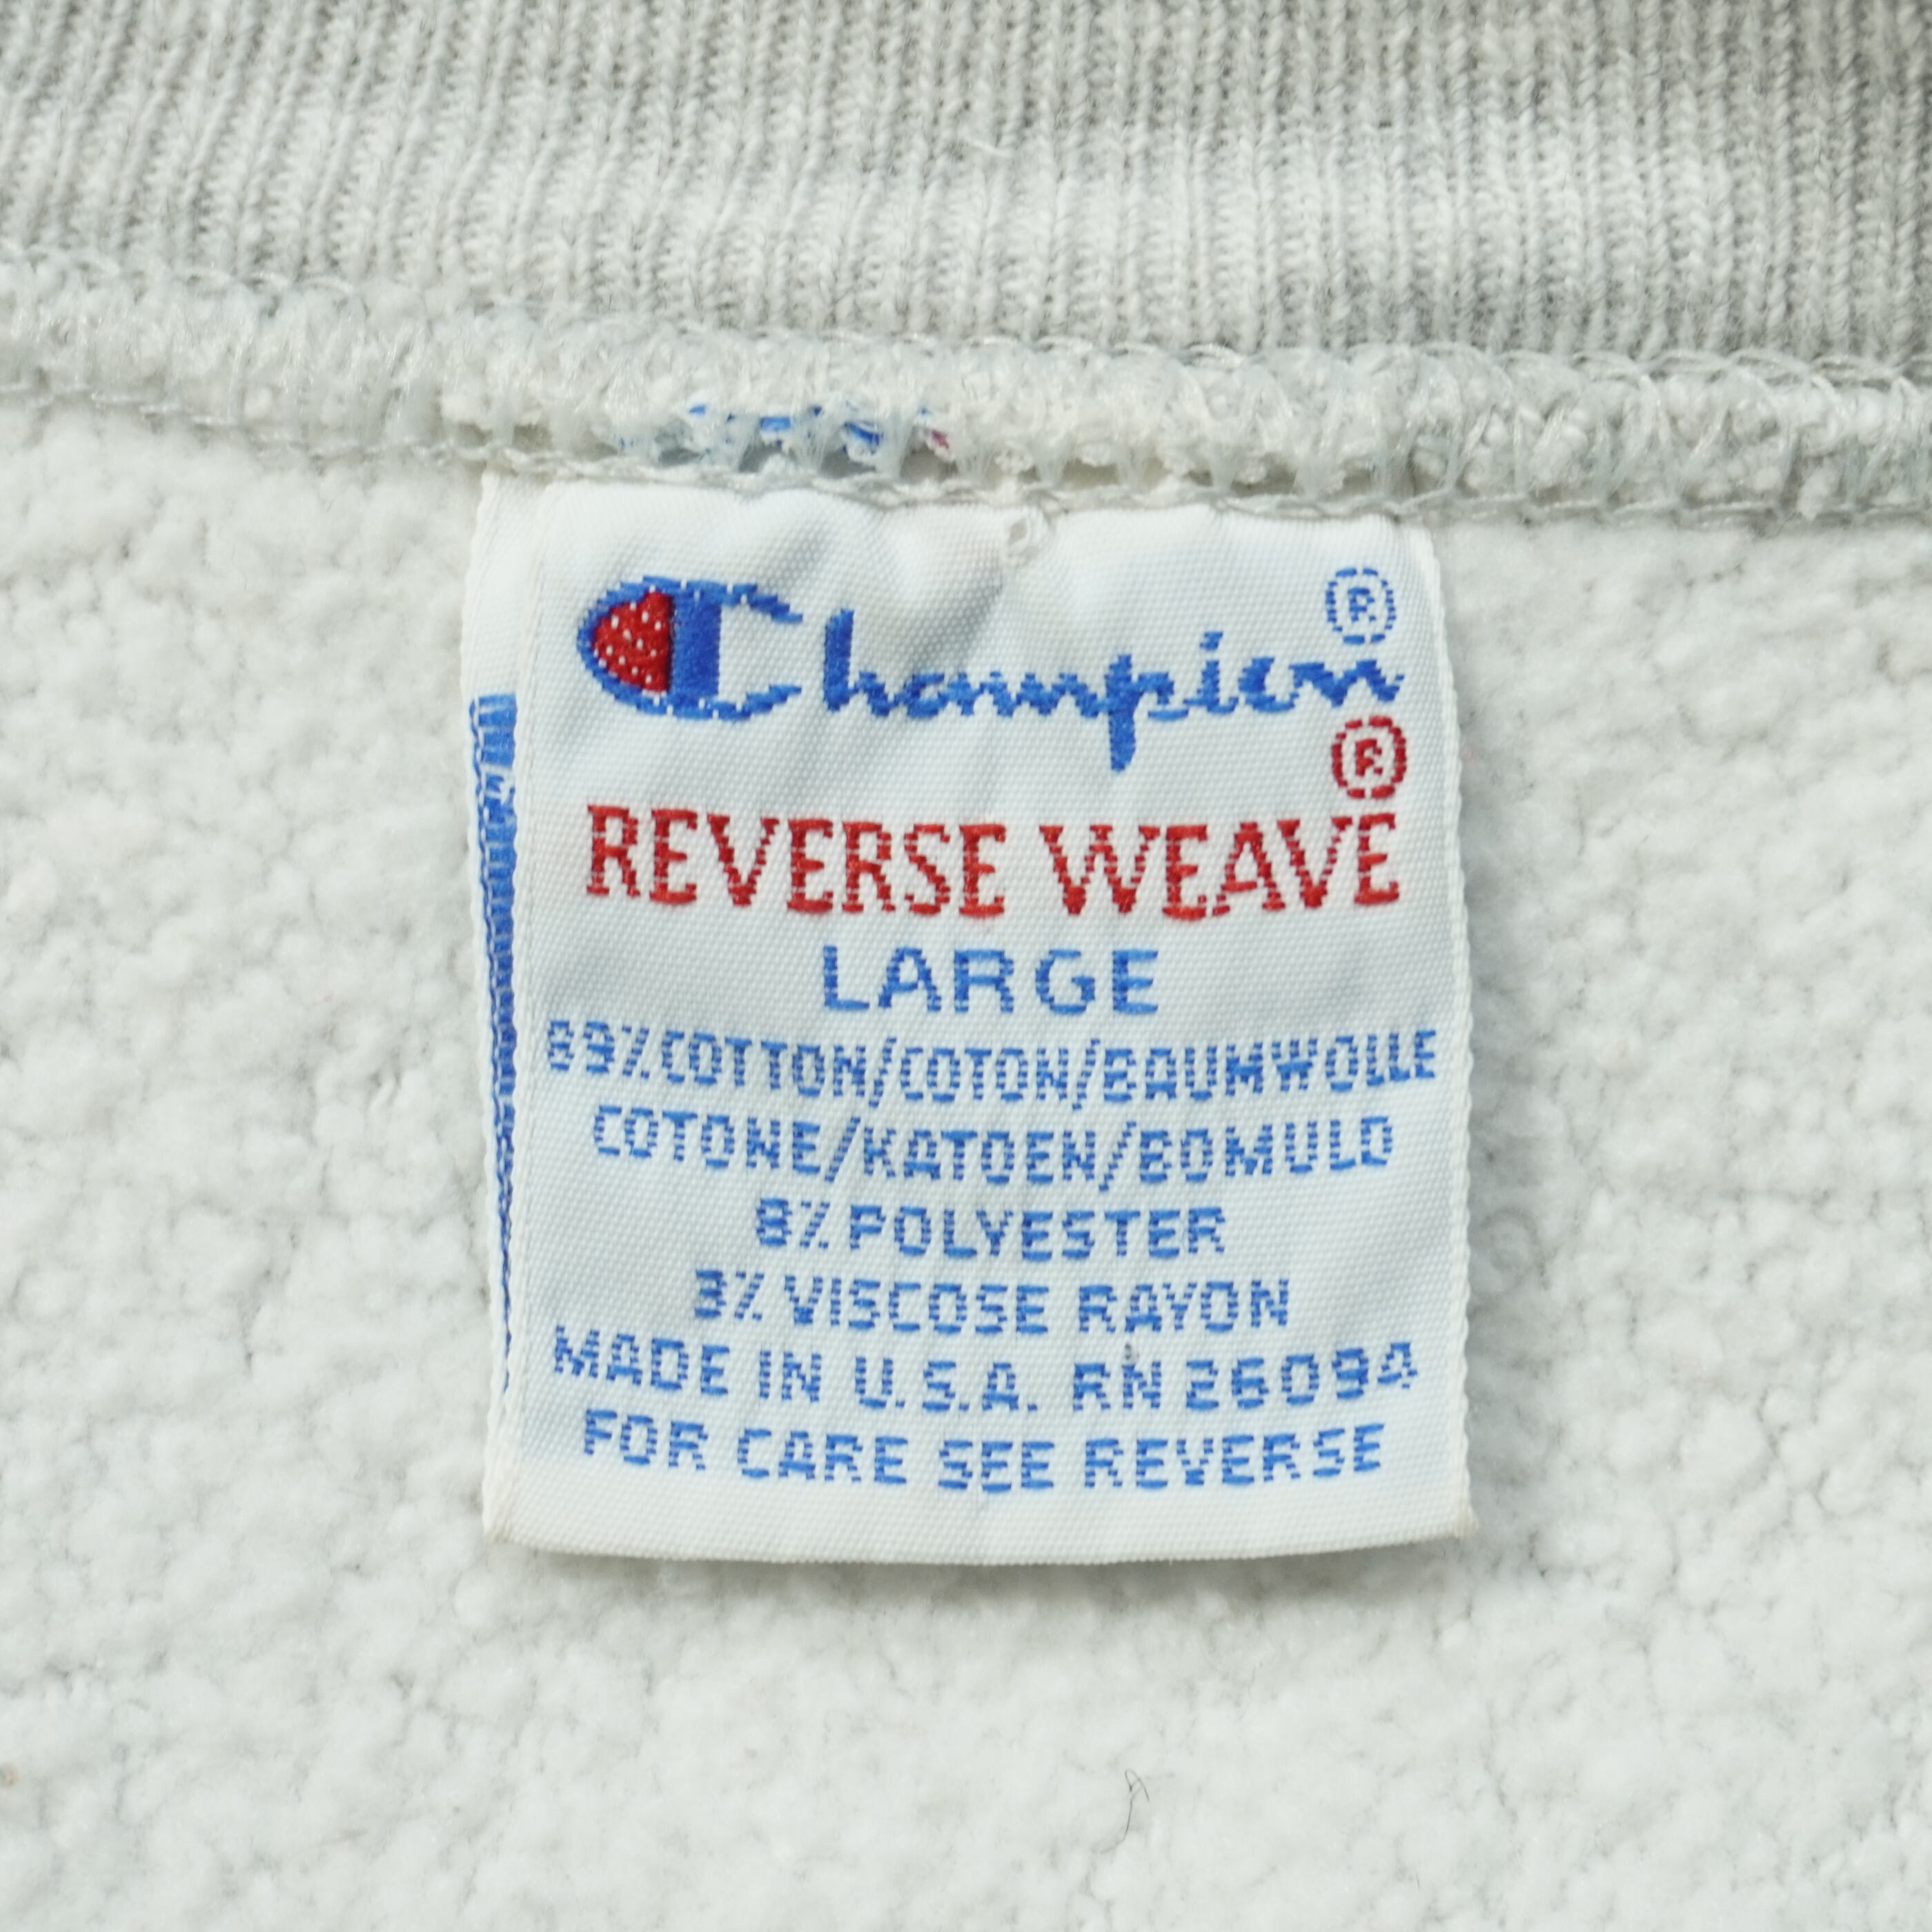 Champion®
REVERSE WEAVE®
LARGE
89% COTTON/COTON/BAUMWOLLE
COTONE/KATOEN/BOMULD
8% POLYESTER
3% VISCOSE RAYON
MADE IN U.S.A. RN 26094
FOR CARE SEE REVERSE